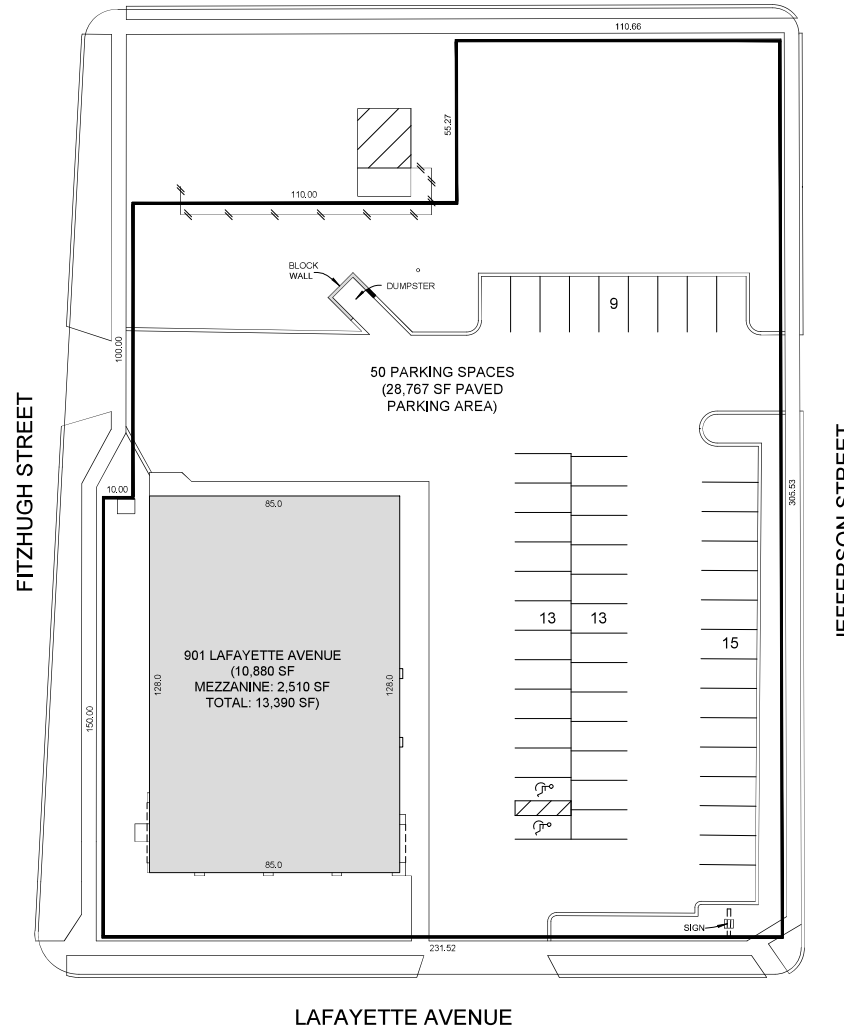 110.66
55.27
110.00
BLOCK
WALL
DUMPSTER
9
100.00
50 PARKING SPACES
(28,767 SF PAVED
PARKING AREA)
FITZHUGH STREET
JEFFERSON STREET
305.53
10.00
85.0
13
13
15
901 LAFAYETTE AVENUE
(10,880 SF
MEZZANINE: 2,510 SF
TOTAL: 13,390 SF)
128.0
128.0
150.00
85.0
SIGN
231.52
LAFAYETTE AVENUE